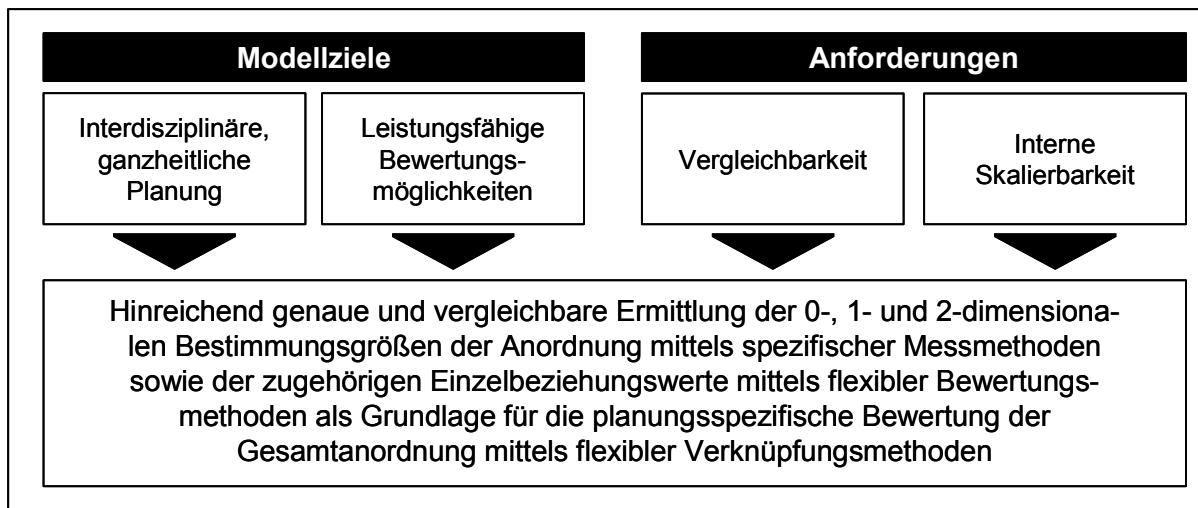 Modellziele
Anforderungen
Interdisziplinäre,
ganzheitliche
Planung
Leistungsfähige
Bewertungs-
möglichkeiten
Vergleichbarkeit
Interne
Skalierbarkeit
Hinreichend genaue und vergleichbare Ermittlung der 0-, 1- und 2-dimensiona-
len Bestimmungsgrößen der Anordnung mittels spezifischer Messmethoden
sowie der zugehörigen Einzelbeziehungswerte mittels flexibler Bewertungs-
methoden als Grundlage für die planungsspezifische Bewertung der
Gesamtanordnung mittels flexibler Verknüpfungsmethoden